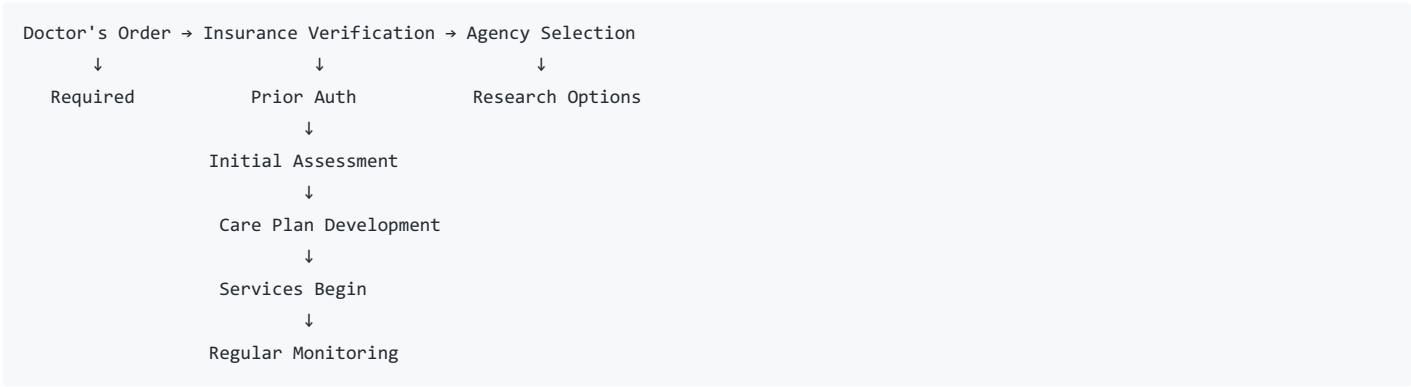 Doctor's Order → Insurance Verification → Agency Selection
↓ ↓ ↓
Required Prior Auth Research Options
↓
Initial Assessment
↓
Care Plan Development
↓
Services Begin
↓
Regular Monitoring